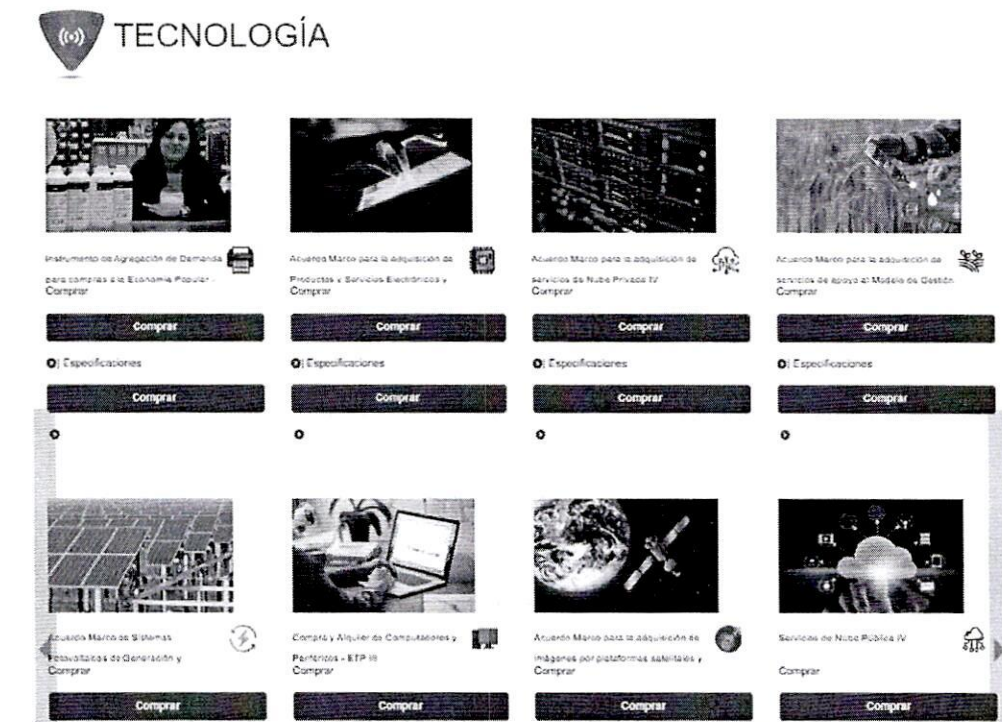 TECNOLOGÍA
Instrumento de Agregación de Demanda
para compras a la Economía Popular -
Comprar
Comprar
Especificaciones
Comprar
Acuerdo Marco para la adquisición de
Productos y Servicios Electrónicos y
Comprar
Comprar
Especificaciones
Comprar
Acuerdo Marco para la adquisición de
servicios de Nube Privada IV
Comprar
Comprar
Especificaciones
Comprar
Acuerdo Marco para la adquisición de
servicios de apoyo al Modelo de Gestión
Comprar
Comprar
Especificaciones
Comprar
Acuerdo Marco de Sistemas
Fotovoltaicos de Generación y
Comprar
Comprar
Compra y Alquiler de Computadores y
Periféricos - ETP III
Comprar
Comprar
Acuerdo Marco para la adquisición de
imágenes por plataformas satelitales y
Comprar
Comprar
Servicios de Nube Pública IV
Comprar
Comprar